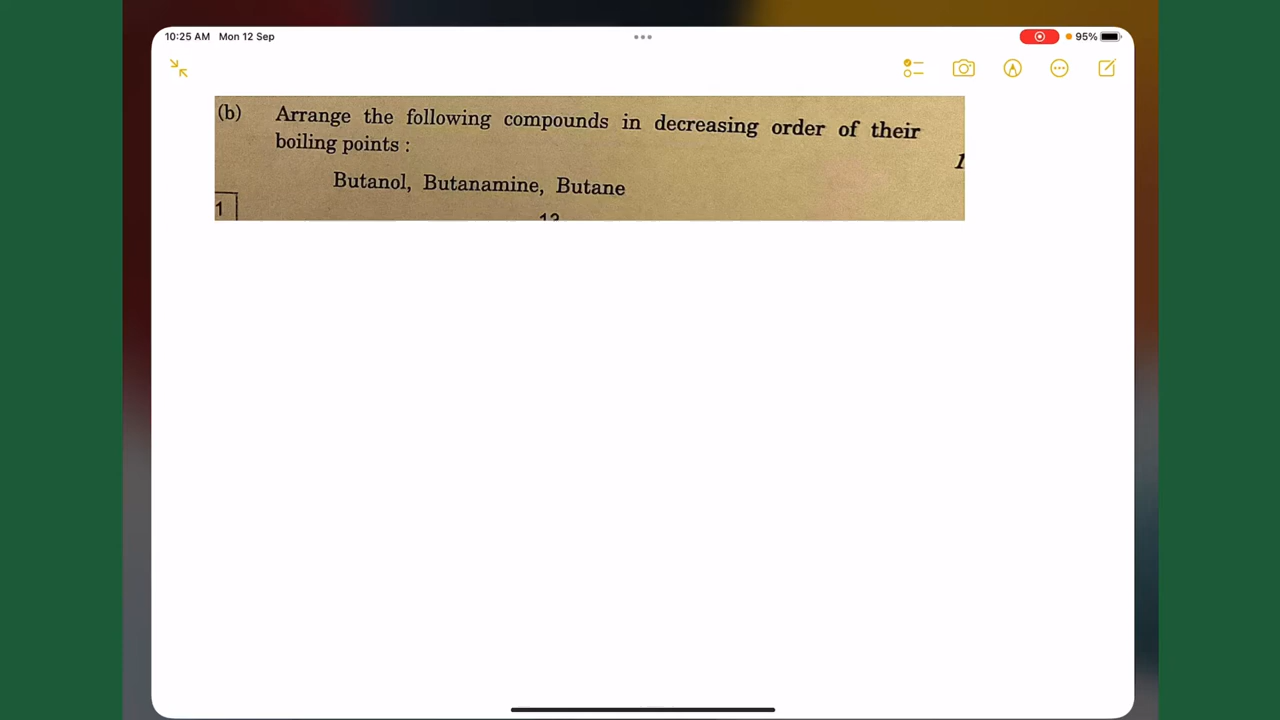 10:25 AM Mon 12 Sep
95%
(b) Arrange the following compounds in decreasing order of their
boiling points :
1
Butanol, Butanamine, Butane
1
13